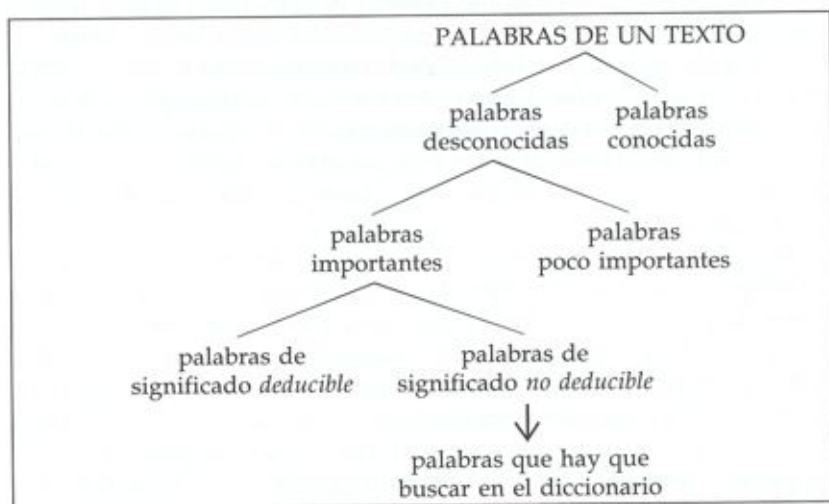 PALABRAS DE UN TEXTO
palabras
desconocidas
palabras
conocidas
palabras
importantes
palabras
poco importantes
palabras de
significado deducible
palabras de
significado no deducible
palabras que hay que
buscar en el diccionario